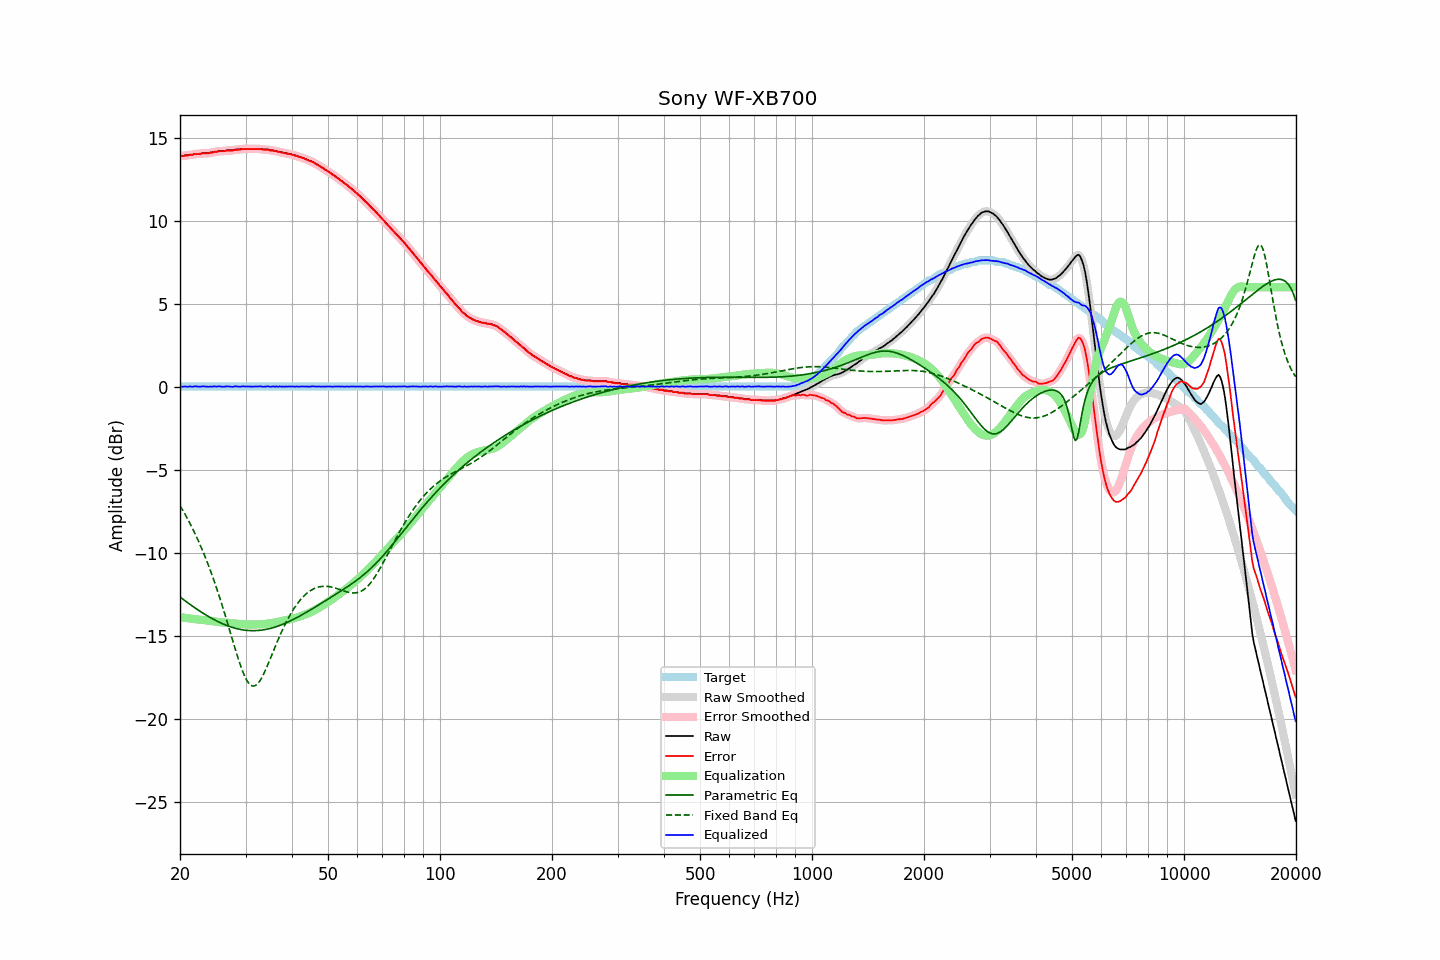 Sony WF-XB700
Amplitude (dBr)
15
10
5
0
−5
−10
−15
−20
−25
20
50
100
200
500
1000
2000
5000
10000
20000
Frequency (Hz)
Target
Raw Smoothed
Error Smoothed
Raw
Error
Equalization
Parametric Eq
Fixed Band Eq
Equalized